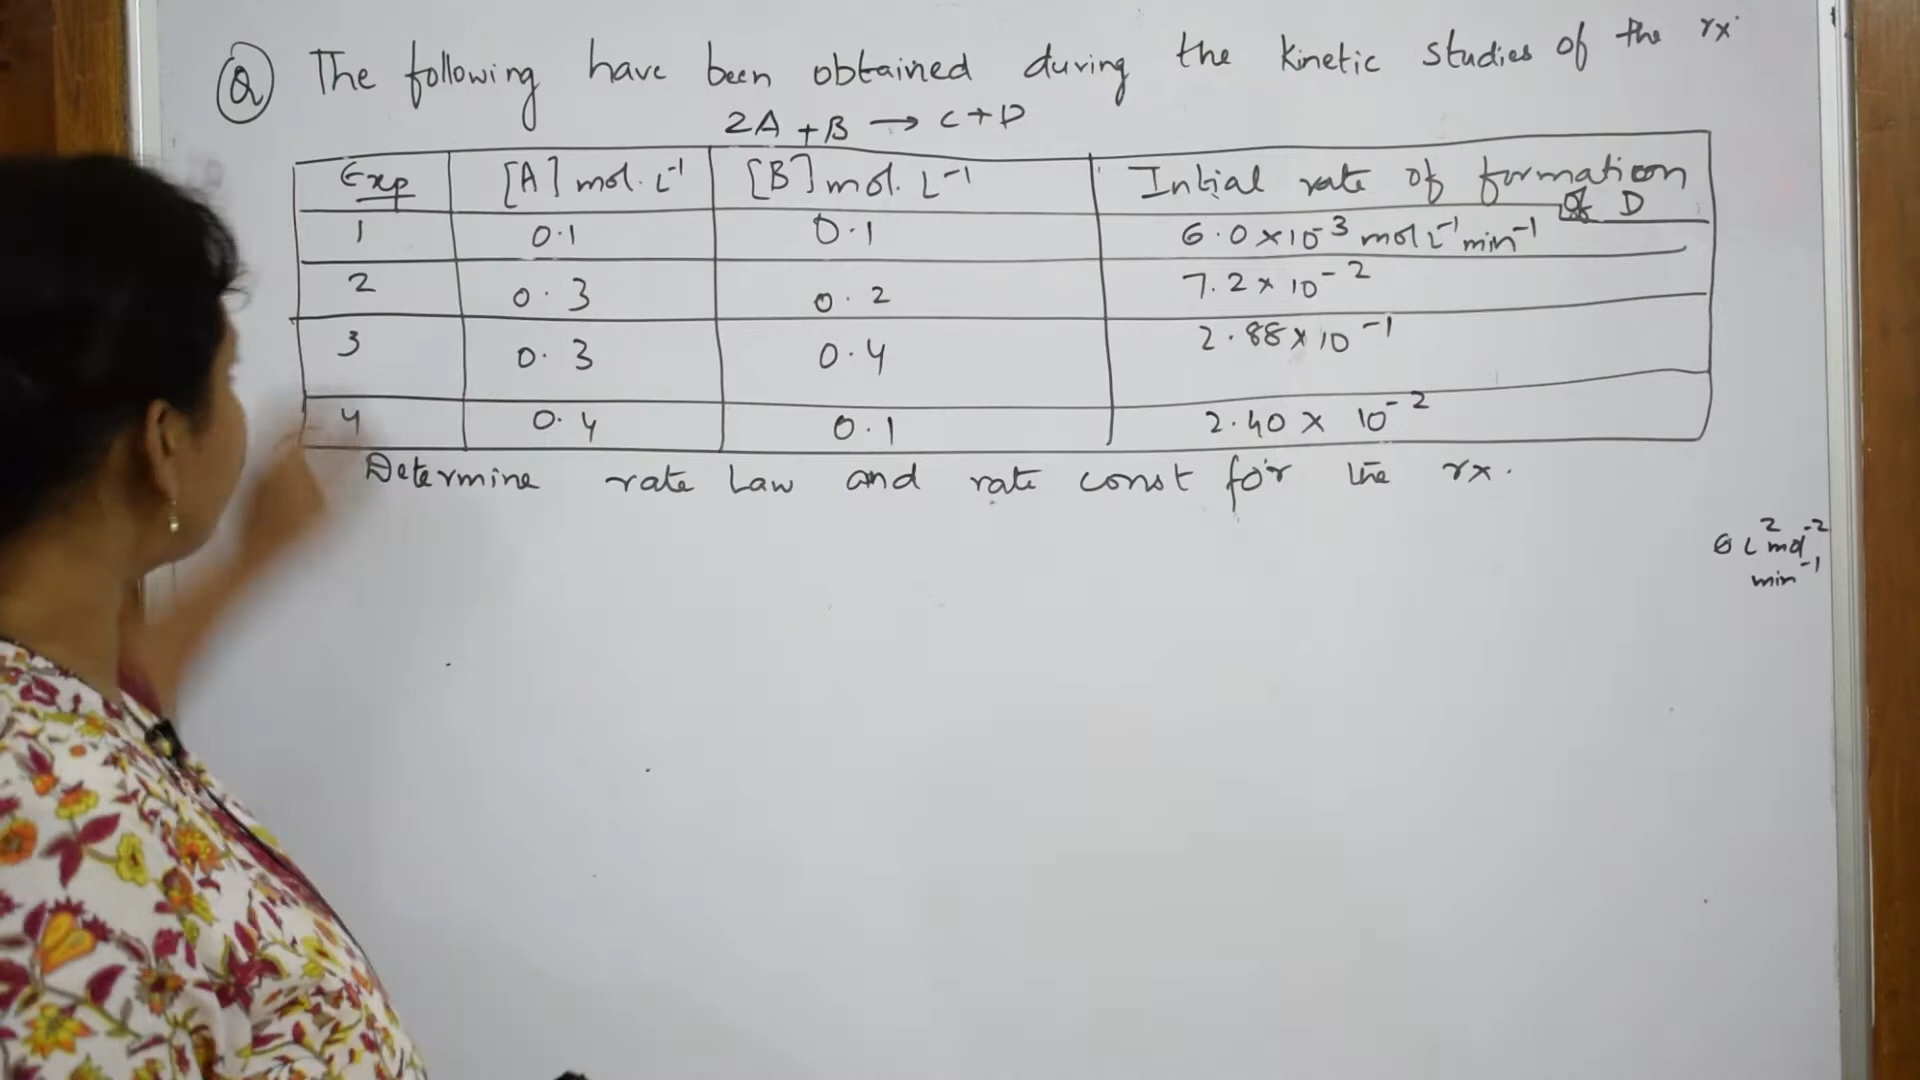 Q The following have been obtained during the kinetic studies of the rx.
2A + B → C + D
Exp [A] mol. L⁻¹ [B] mol. L⁻¹ Intial rate of formation of D
1 0.1 0.1 6.0 × 10⁻³ mol L⁻¹ min⁻¹
2 0.3 0.2 7.2 × 10⁻²
3 0.3 0.4 2.88 × 10⁻¹
4 0.4 0.1 2.40 × 10⁻²
Determine rate Law and rate const for the rx.
6 L² mol⁻²
min⁻¹